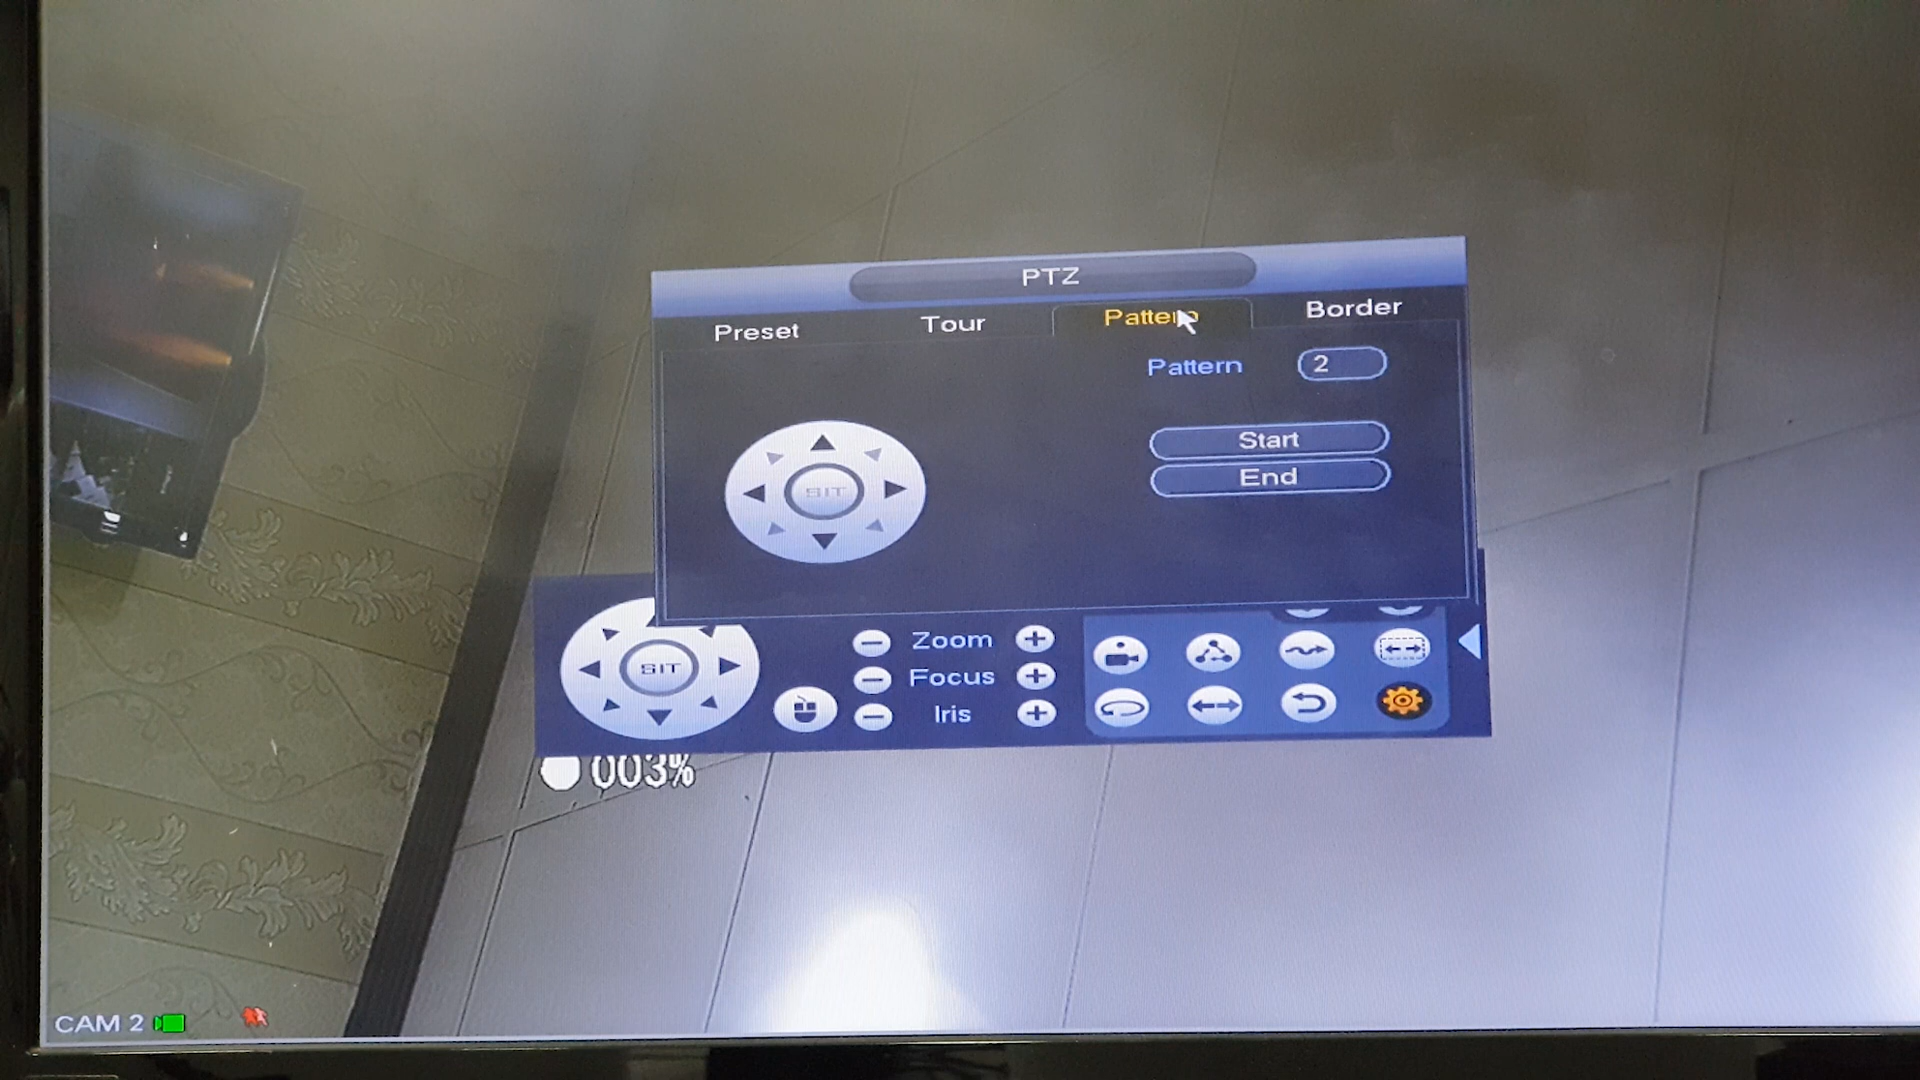 PTZ
Preset Tour Pattern Border
Pattern 2
Start
SIT
End
Zoom
SIT
Focus
Iris
003%
CAM 2